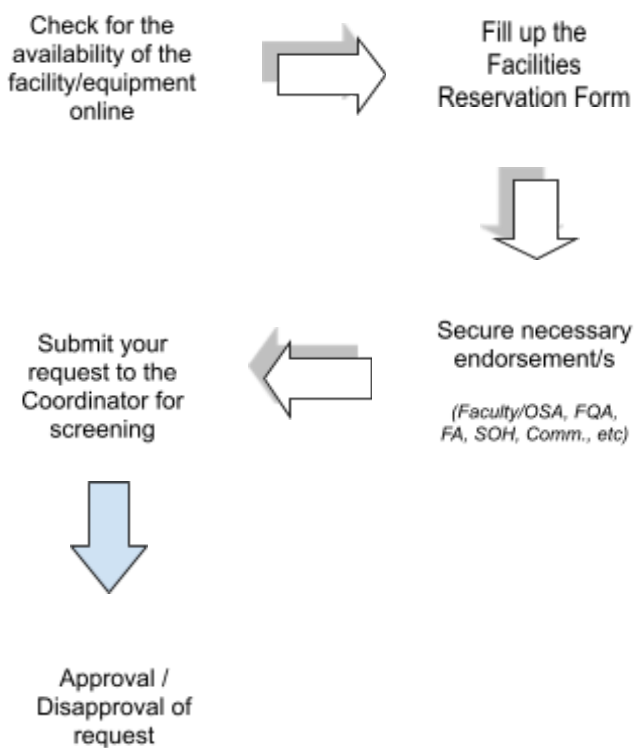 Check for the
availability of the
facility/equipment
online
Fill up the
Facilities
Reservation Form
Secure necessary
endorsement/s
(Faculty/OSA, FQA,
FA, SOH, Comm., etc)
Submit your
request to the
Coordinator for
screening
Approval /
Disapproval of
request